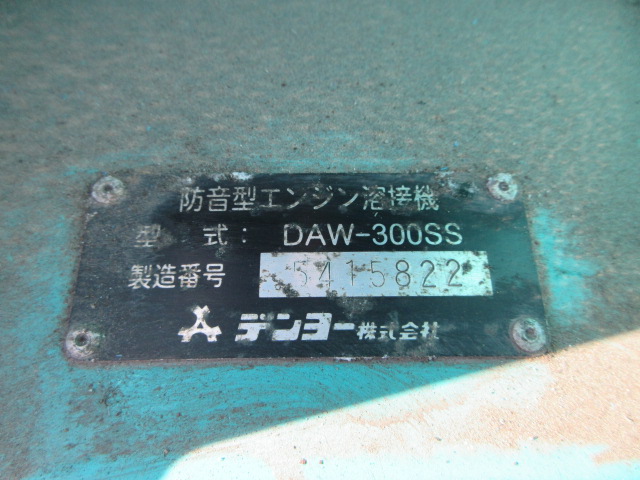 防音型エンジン溶接機
型 式: DAW-300SS
製造番号 5415822
デンヨー株式会社